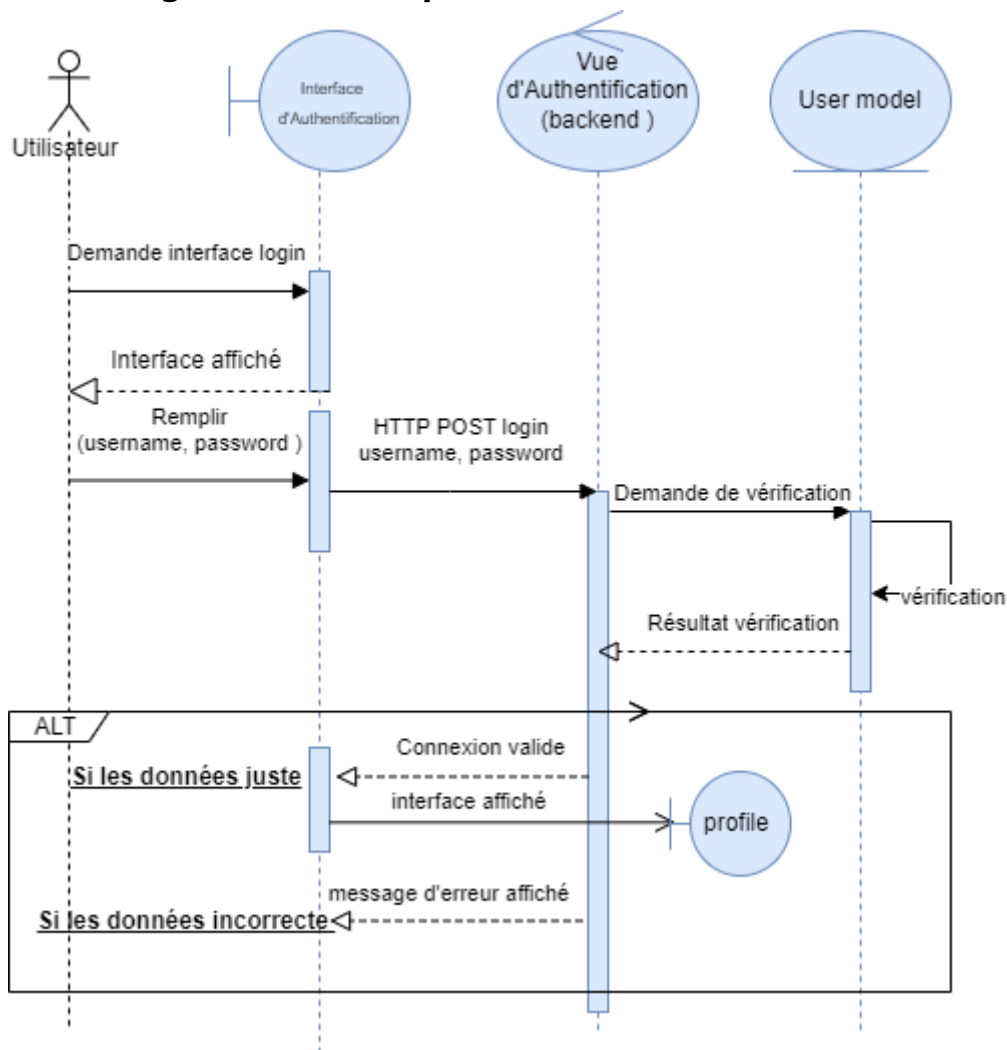 Utilisateur
Interface
d'Authentification
Vue
d'Authentification
(backend )
User model
Demande interface login
Interface affiché
Remplir
(username, password )
HTTP POST login
username, password
Demande de vérification
vérification
Résultat vérification
ALT
Connexion valide
Si les données juste
interface affiché
profile
message d'erreur affiché
Si les données incorrecte